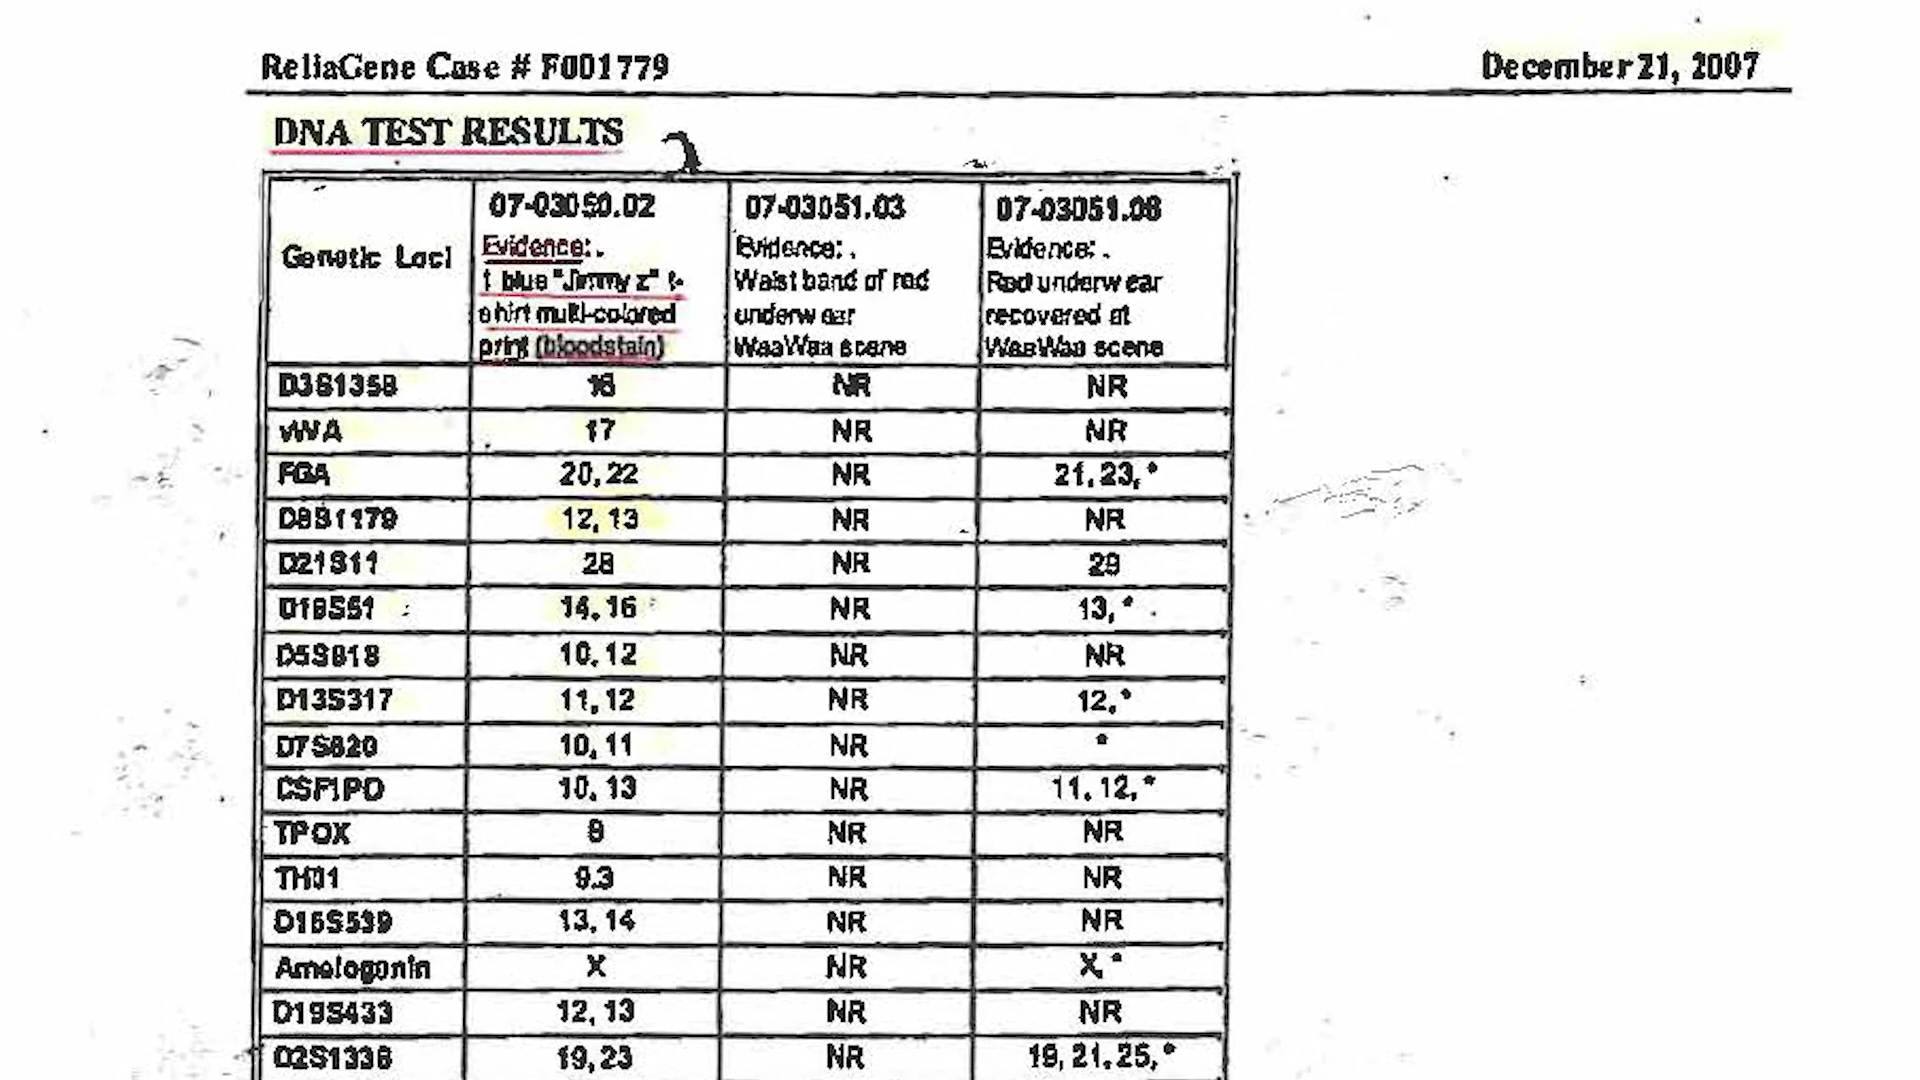 ReliaGene Case # F001779 December 21, 2007
DNA TEST RESULTS
Genetic Loci
07-03050.02
Evidence: .
1 blue "Jimmy z" t-
shirt multi-colored
print (bloodstain)
07-03051.03
Evidence: .
Waist band of red
underwear
WaaWaa scene
07-03051.08
Evidence: .
Red underwear
recovered at
WaaWaa scene
D3S1358 16 NR NR
vWA 17 NR NR
FGA 20, 22 NR 21, 23, *
D8S1179 12, 13 NR NR
D21S11 28 NR 29
D18S51 14, 16 NR 13, *
D5S818 10, 12 NR NR
D13S317 11, 12 NR 12, *
D7S820 10, 11 NR *
CSF1PO 10, 13 NR 11, 12, *
TPOX 8 NR NR
TH01 9.3 NR NR
D16S539 13, 14 NR NR
Amelogenin X NR X, *
D19S433 12, 13 NR NR
D2S1338 19, 23 NR 19, 21, 25, *